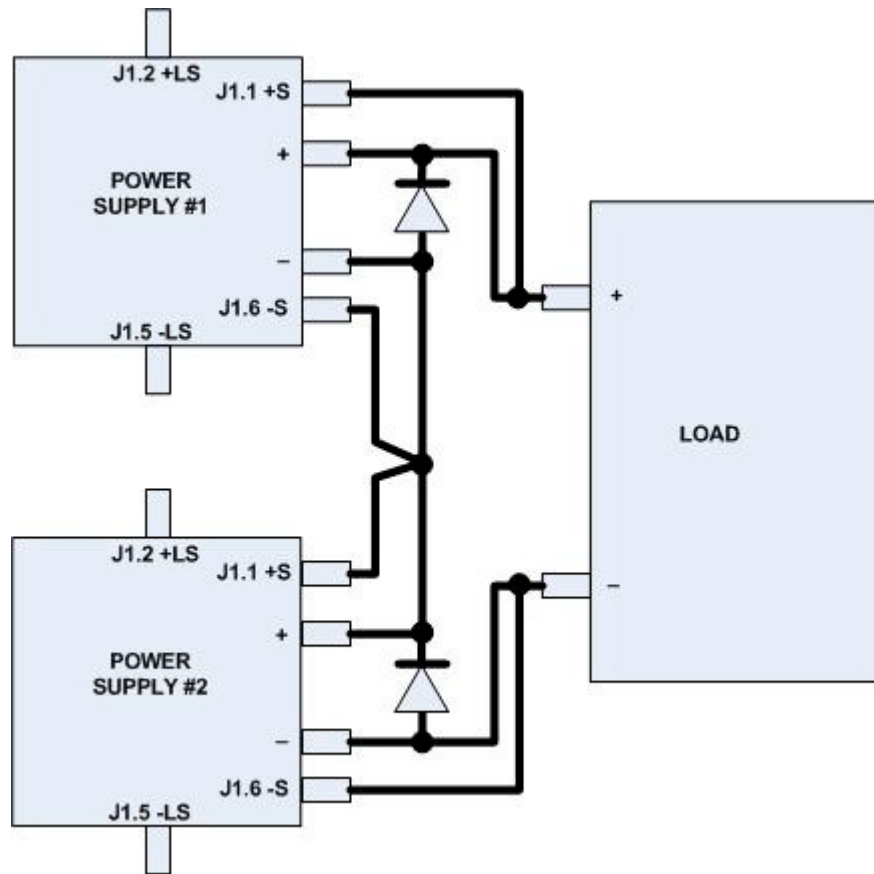 J1.2 +LS
J1.1 +S
+
POWER
SUPPLY #1
–
J1.6 -S
J1.5 -LS
+
LOAD
–
J1.2 +LS
J1.1 +S
+
POWER
SUPPLY #2
–
J1.6 -S
J1.5 -LS